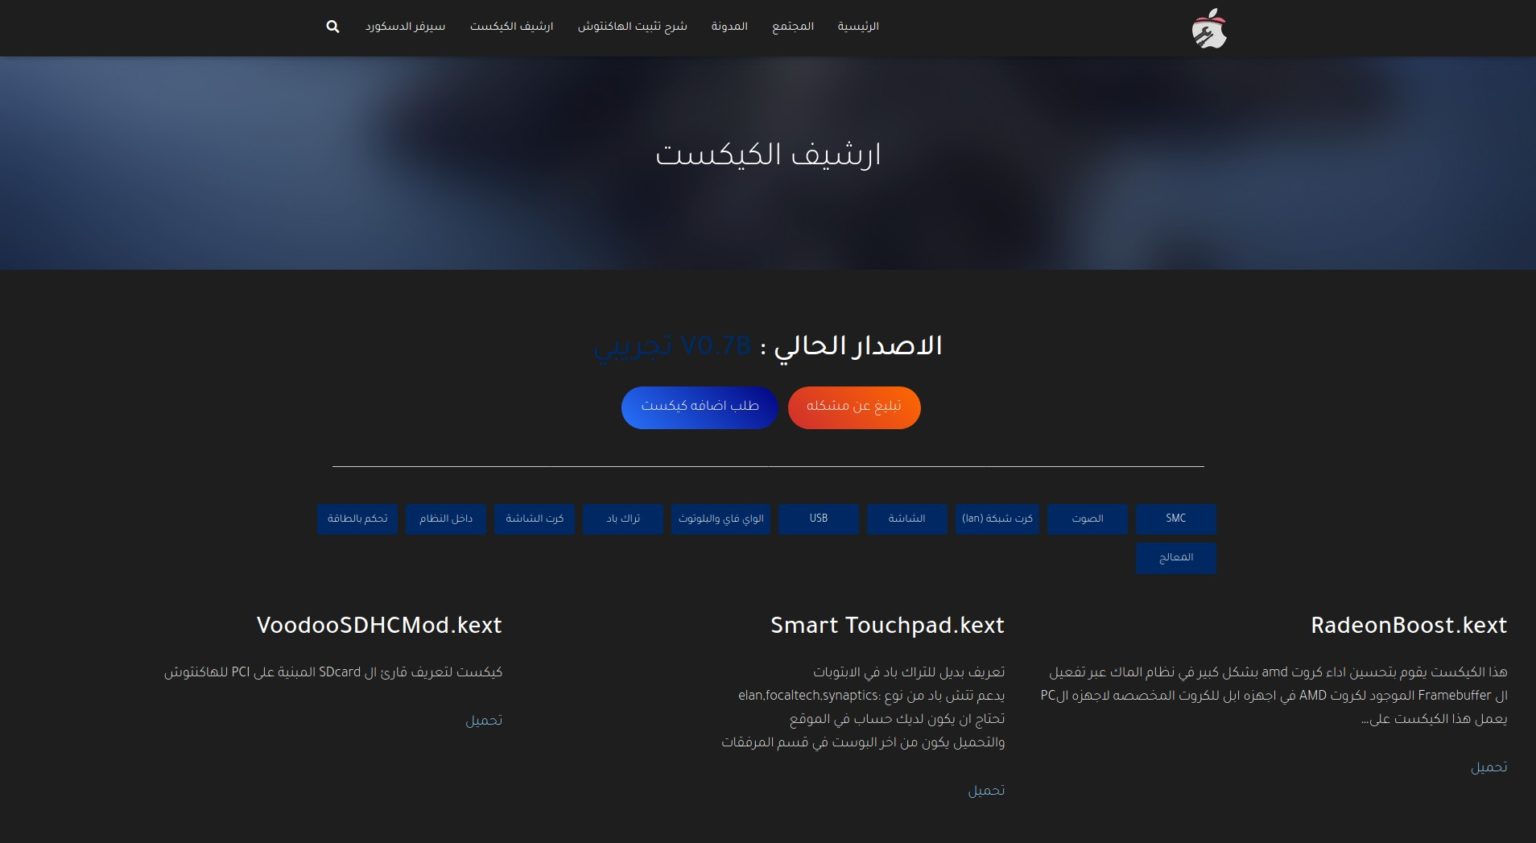 الرئيسية
المجتمع
المدونة
شرح تثبيت الهاكنتوش
ارشيف الكيكست
سيرفر الدسكورد
ارشيف الكيكست
الاصدار الحالي : V0.7B تجريبي
تبليغ عن مشكله
طلب اضافه كيكست
SMC
الصوت
كرت شبكة (lan)
الشاشة
USB
الواي فاي والبلوتوث
تراك باد
كرت الشاشة
داخل النظام
تحكم بالطاقة
المعالج
RadeonBoost.kext
هذا الكيكست يقوم بتحسين اداء كروت amd بشكل كبير في نظام الماك عبر تفعيل
ال Framebuffer الموجود لكروت AMD في اجهزه ابل للكروت المخصصه لاجهزه الPC
يعمل هذا الكيكست على...
تحميل
Smart Touchpad.kext
تعريف بديل للتراك باد في الابتوبات
يدعم تتش باد من نوع :elan,focaltech,synaptics
تحتاج ان يكون لديك حساب في الموقع
والتحميل يكون من اخر البوست في قسم المرفقات
تحميل
VoodooSDHCMod.kext
كيكست لتعريف قارئ ال SDcard المبنية على PCI للهاكنتوش
تحميل